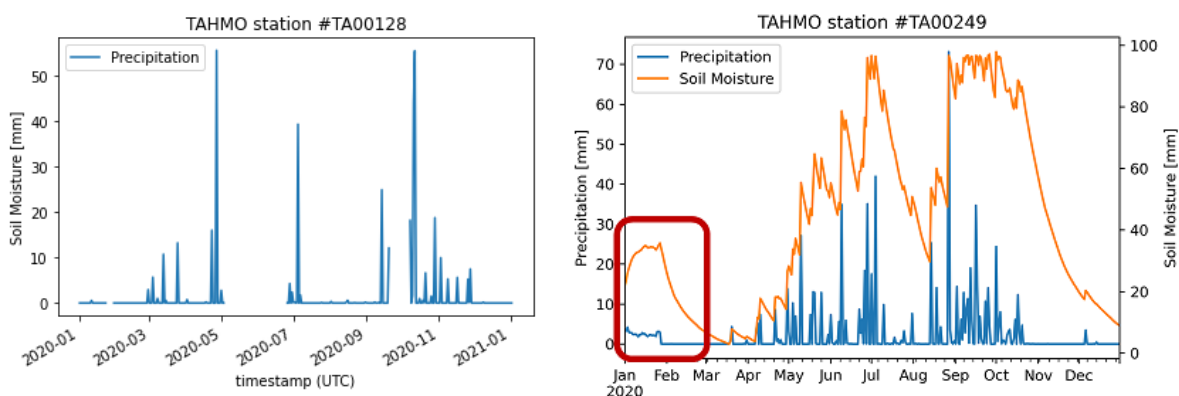 TAHMO station #TA00128
Precipitation
Soil Moisture [mm]
50
40
30
20
10
0
2020-01
2020-03
2020-05
2020-07
2020-09
2020-11
2021-01
timestamp (UTC)
TAHMO station #TA00249
Precipitation
Soil Moisture
Precipitation [mm]
70
60
50
40
30
20
10
0
100
80
60
40
20
0
Soil Moisture [mm]
Jan Feb Mar Apr May Jun Jul Aug Sep Oct Nov Dec
2020